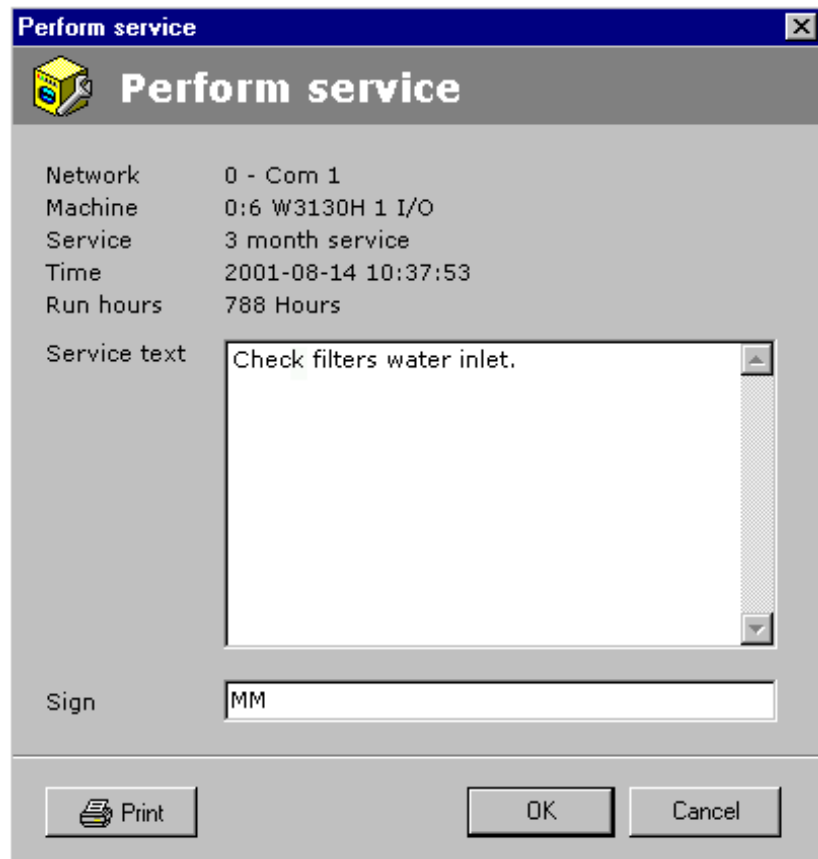 Perform service
Perform service
Network 0 - Com 1
Machine 0:6 W3130H 1 I/O
Service 3 month service
Time 2001-08-14 10:37:53
Run hours 788 Hours
Service text Check filters water inlet.
Sign MM
Print OK Cancel